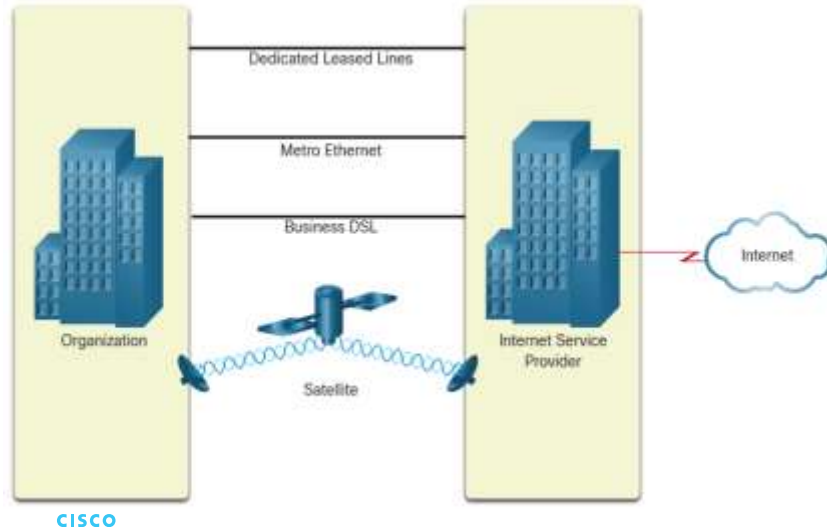 Dedicated Leased Lines
Metro Ethernet
Business DSL
Internet
Organization
Internet Service
Provider
Satellite
CISCO